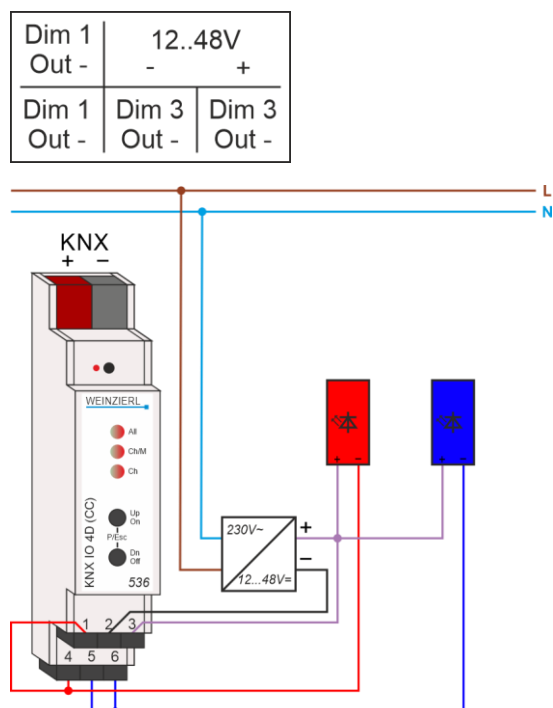 Dim 1 12..48V
Out - - +
Dim 1 Dim 3 Dim 3
Out - Out - Out -
L
N
KNX
+ −
WEINZIERL
All
Ch/M
Ch
Up
On
P/Esc
Dn
Off
KNX IO 4D (CC)
536
230V~ +
−
12...48V=
+ −
+ −
1 2 3
4 5 6